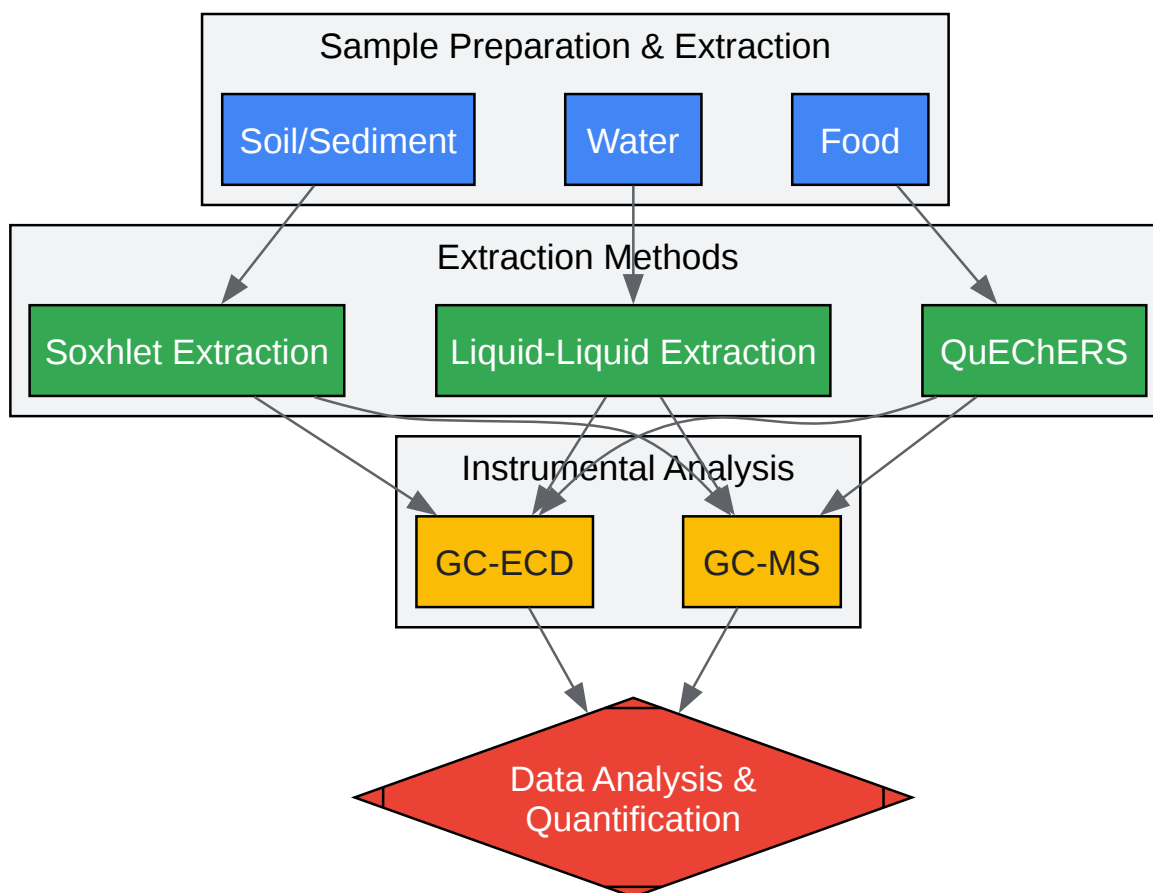 Sample Preparation & Extraction
Soil/Sediment
Water
Food
Extraction Methods
Soxhlet Extraction
Liquid-Liquid Extraction
QuEChERS
Instrumental Analysis
GC-ECD
GC-MS
Data Analysis &
Quantification